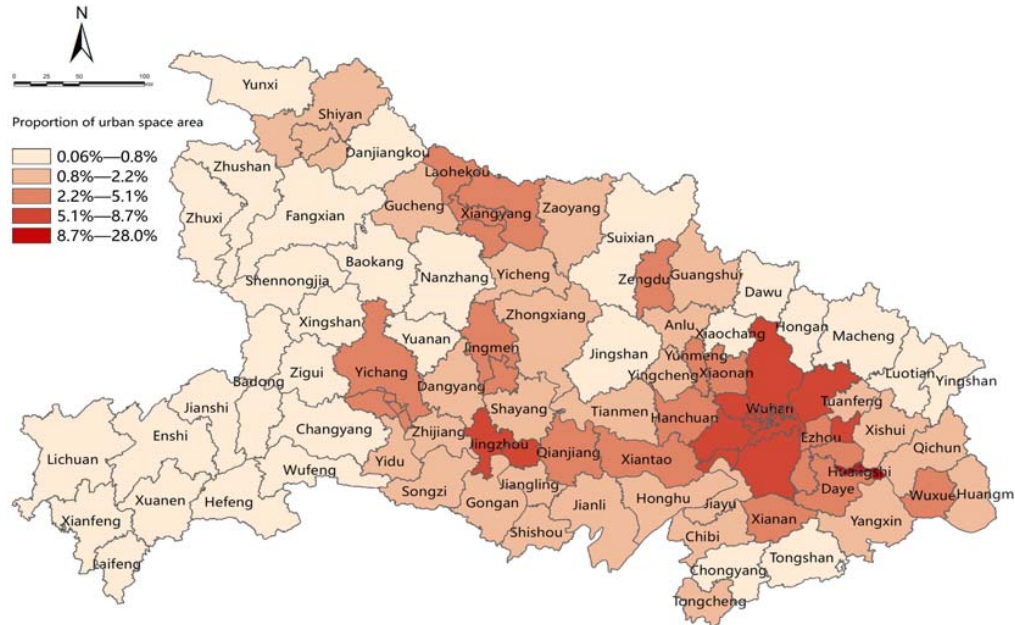 N
0 25 50 100
Proportion of urban space area
0.06%—0.8%
0.8%—2.2%
2.2%—5.1%
5.1%—8.7%
8.7%—28.0%
Yunxi
Shiyan
Danjiangkou
Zhushan
Laohekou
Zhuxi
Fangxian
Gucheng
Xiangyang
Zaoyang
Suixian
Baokang
Nanzhang
Yicheng
Zengdu
Guangshui
Shennongjia
Dawu
Xingshan
Zhongxiang
Anlu
Xiaochang
Hongan
Macheng
Yuanan
Jingmen
Jingshan
Yunmeng
Luotian
Yingshan
Badong
Zigui
Yichang
Dangyang
Yingcheng
Xiaonan
Jianshi
Shayang
Tianmen
Hanchuan
Wuhan
Tuanfeng
Enshi
Changyang
Zhijiang
Jingzhou
Qianjiang
Xiantao
Ezhou
Xishui
Qichun
Lichuan
Wufeng
Yidu
Huangshi
Xuanen
Hefeng
Songzi
Gongan
Jiangling
Jianli
Honghu
Jiayu
Daye
Wuxue
Huangm
Xianfeng
Shishou
Xianan
Yangxin
Laifeng
Chibi
Chongyang
Tongshan
Tongcheng